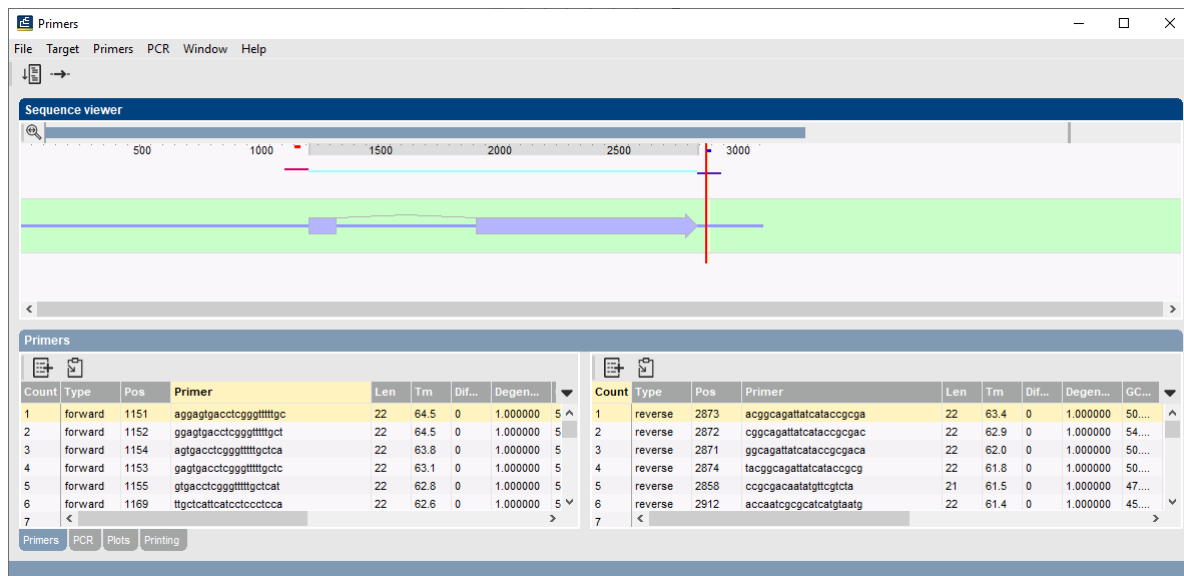 Primers
File Target Primers PCR Window Help
Sequence viewer
500 1000 1500 2000 2500 3000
Primers
Count Type Pos Primer Len Tm Dif... Degen...
1 forward 1151 aggagtgacctcgggtttttgc 22 64.5 0 1.000000 5
2 forward 1152 ggagtgacctcgggtttttgct 22 64.5 0 1.000000 5
3 forward 1154 agtgacctcgggtttttgctca 22 63.8 0 1.000000 5
4 forward 1153 gagtgacctcgggtttttgctc 22 63.1 0 1.000000 5
5 forward 1155 gtgacctcgggtttttgctcat 22 62.8 0 1.000000 5
6 forward 1169 ttgctcattcatcctccctcca 22 62.6 0 1.000000 5
7
Count Type Pos Primer Len Tm Dif... Degen... GC...
1 reverse 2873 acggcagattatcataccgcga 22 63.4 0 1.000000 50....
2 reverse 2872 cggcagattatcataccgcgac 22 62.9 0 1.000000 54....
3 reverse 2871 ggcagattatcataccgcgaca 22 62.0 0 1.000000 50....
4 reverse 2874 tacggcagattatcataccgcg 22 61.8 0 1.000000 50....
5 reverse 2858 ccgcgacaatatgttcgtcta 21 61.5 0 1.000000 47....
6 reverse 2912 accaatcgcgcatcatgtaatg 22 61.4 0 1.000000 45....
7
Primers PCR Plots Printing